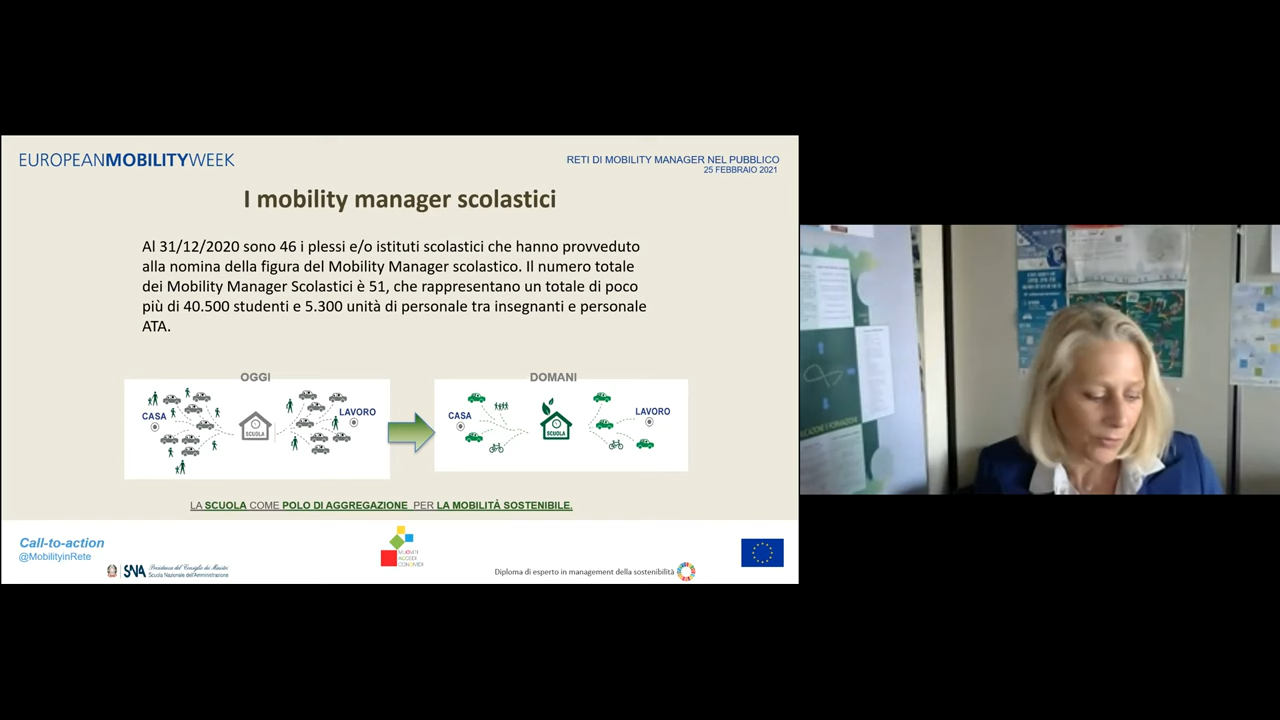 EUROPEANMOBILITYWEEK
RETI DI MOBILITY MANAGER NEL PUBBLICO
25 FEBBRAIO 2021
I mobility manager scolastici
Al 31/12/2020 sono 46 i plessi e/o istituti scolastici che hanno provveduto
alla nomina della figura del Mobility Manager scolastico. Il numero totale
dei Mobility Manager Scolastici è 51, che rappresentano un totale di poco
più di 40.500 studenti e 5.300 unità di personale tra insegnanti e personale
ATA.
OGGI
CASA
SCUOLA
LAVORO
DOMANI
CASA
SCUOLA
LAVORO
LA SCUOLA COME POLO DI AGGREGAZIONE PER LA MOBILITÀ SOSTENIBILE.
Call-to-action
@MobilityinRete
SNA
Presidenza del Consiglio dei Ministri
Scuola Nazionale dell'Amministrazione
MUOVITI
ACCEDI
CONDIVIDI
Diploma di esperto in management della sostenibilità